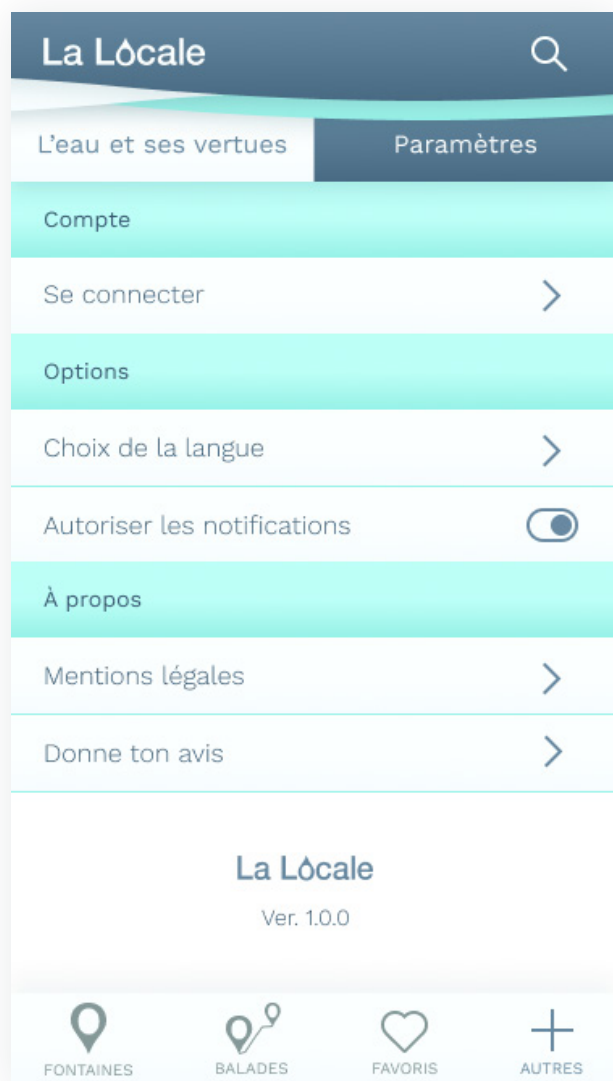 La Locale
L'eau et ses vertues
Paramètres
Compte
Se connecter
Options
Choix de la langue
Autoriser les notifications
À propos
Mentions légales
Donne ton avis
La Locale
Ver. 1.0.0
FONTAINES
BALADES
FAVORIS
AUTRES